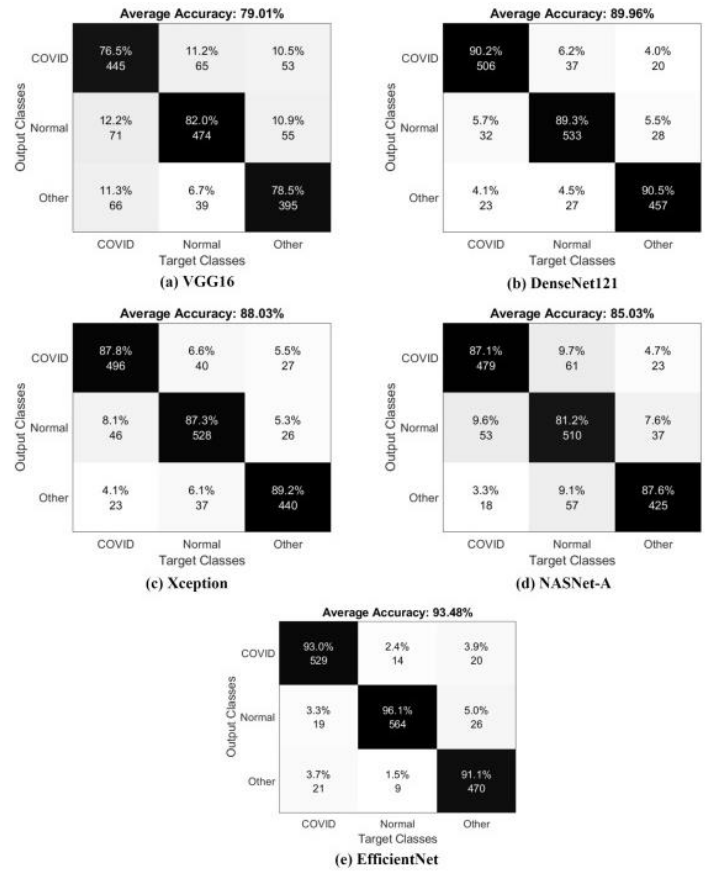 Average Accuracy: 79.01%
Output Classes
COVID
76.5% 11.2% 10.5%
445 65 53
Normal
12.2% 82.0% 10.9%
71 474 55
Other
11.3% 6.7% 78.5%
66 39 395
COVID Normal Other
Target Classes
(a) VGG16
Average Accuracy: 89.96%
Output Classes
COVID
90.2% 6.2% 4.0%
506 37 20
Normal
5.7% 89.3% 5.5%
32 533 28
Other
4.1% 4.5% 90.5%
23 27 457
COVID Normal Other
Target Classes
(b) DenseNet121
Average Accuracy: 88.03%
Output Classes
COVID
87.8% 6.6% 5.5%
496 40 27
Normal
8.1% 87.3% 5.3%
46 528 26
Other
4.1% 6.1% 89.2%
23 37 440
COVID Normal Other
Target Classes
(c) Xception
Average Accuracy: 85.03%
Output Classes
COVID
87.1% 9.7% 4.7%
479 61 23
Normal
9.6% 81.2% 7.6%
53 510 37
Other
3.3% 9.1% 87.6%
18 57 425
COVID Normal Other
Target Classes
(d) NASNet-A
Average Accuracy: 93.48%
Output Classes
COVID
93.0% 2.4% 3.9%
529 14 20
Normal
3.3% 96.1% 5.0%
19 564 26
Other
3.7% 1.5% 91.1%
21 9 470
COVID Normal Other
Target Classes
(e) EfficientNet